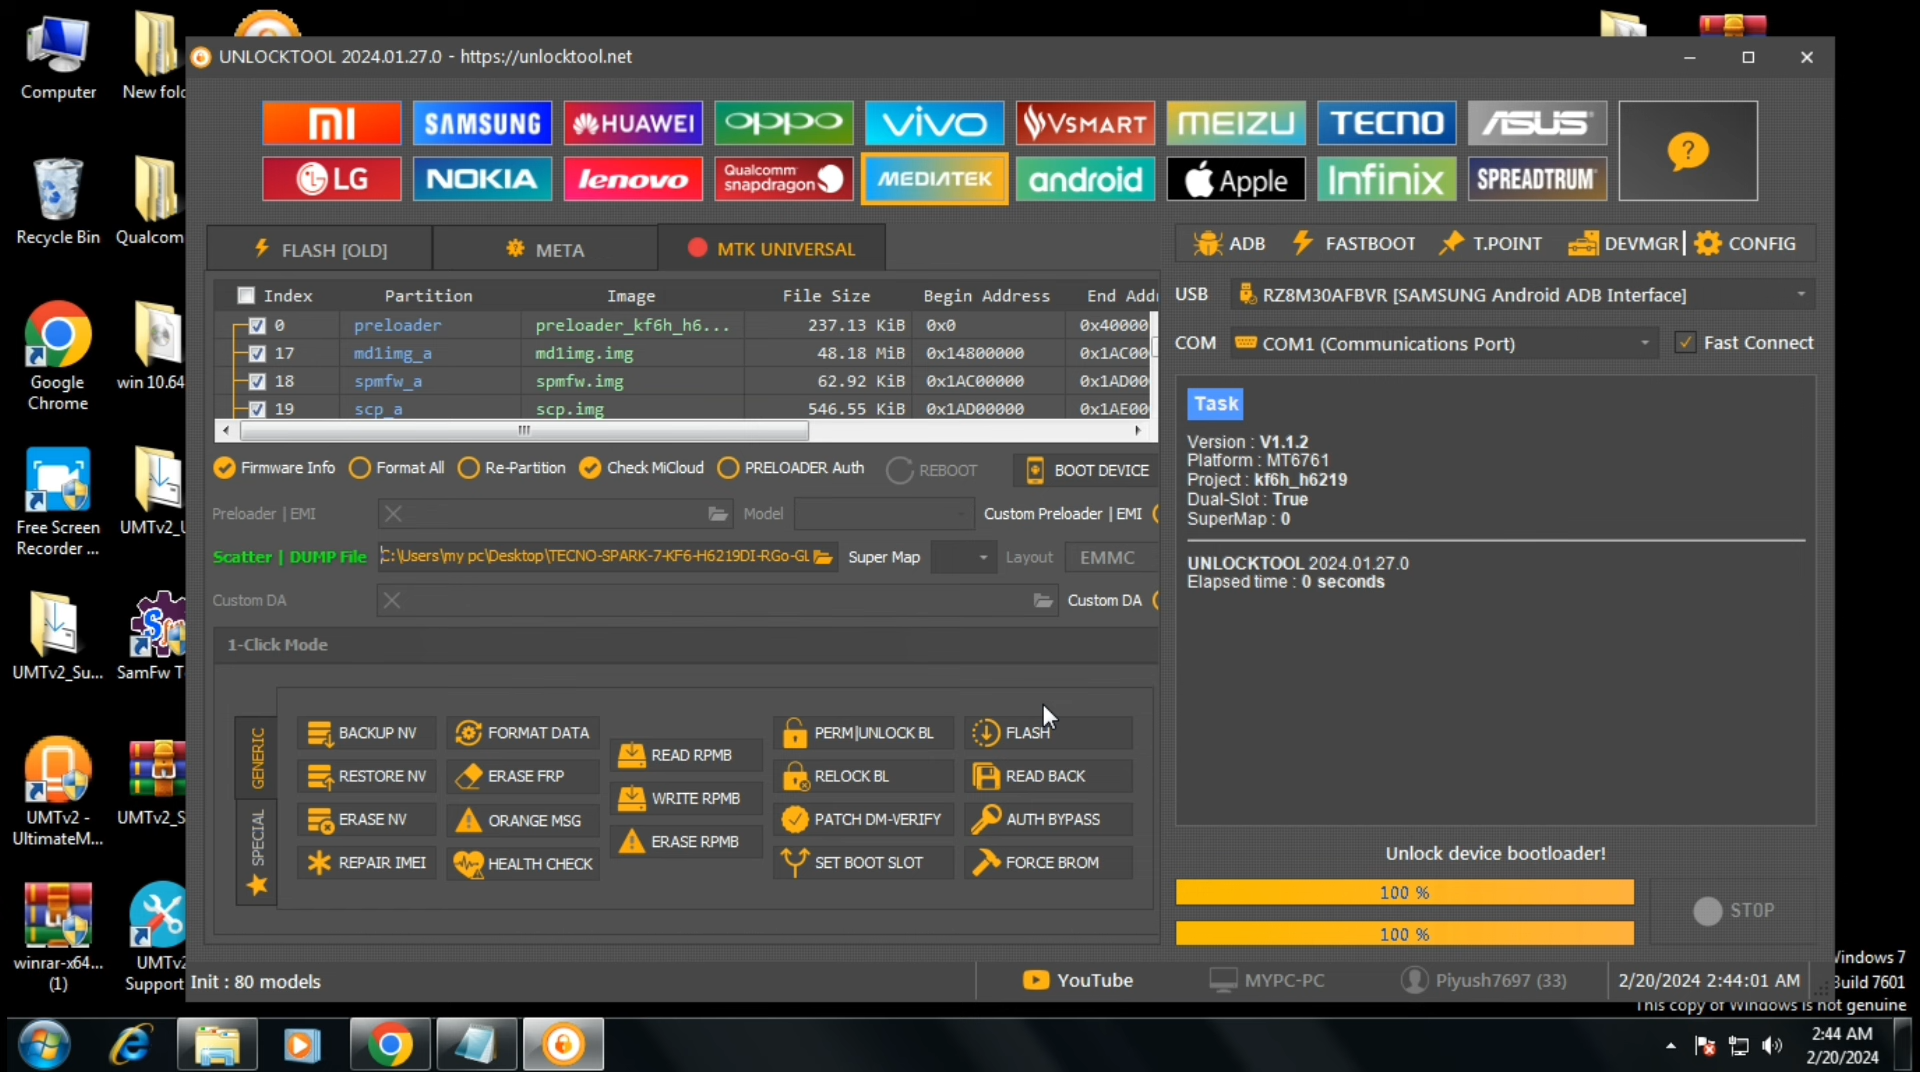 UNLOCKTOOL 2024.01.27.0 - https://unlocktool.net
mi SAMSUNG HUAWEI oppo vivo VSMART MEIZU TECNO ASUS
LG NOKIA lenovo Qualcomm snapdragon MEDIATEK android Apple Infinix SPREADTRUM ?
FLASH [OLD] META MTK UNIVERSAL
ADB FASTBOOT T.POINT DEVMGR CONFIG
Index Partition Image File Size Begin Address End Addr
0 preloader preloader_kf6h_h6... 237.13 KiB 0x0 0x40000
17 md1img_a md1img.img 48.18 MiB 0x14800000 0x1AC00
18 spmfw_a spmfw.img 62.92 KiB 0x1AC00000 0x1AD00
19 scp_a scp.img 546.55 KiB 0x1AD00000 0x1AE00
Firmware Info Format All Re-Partition Check MiCloud PRELOADER Auth REBOOT BOOT DEVICE
Preloader | EMI Model Custom Preloader | EMI
Scatter | DUMP File C:\Users\my pc\Desktop\TECNO-SPARK-7-KF6-H6219DI-RGo-GL Super Map Layout EMMC
Custom DA Custom DA
1-Click Mode
GENERIC
SPECIAL
BACKUP NV FORMAT DATA PERM|UNLOCK BL FLASH
READ RPMB
RESTORE NV ERASE FRP RELOCK BL READ BACK
WRITE RPMB
ERASE NV ORANGE MSG PATCH DM-VERIFY AUTH BYPASS
ERASE RPMB
REPAIR IMEI HEALTH CHECK SET BOOT SLOT FORCE BROM
USB RZ8M30AFBVR [SAMSUNG Android ADB Interface]
COM COM1 (Communications Port) Fast Connect
Task
Version : V1.1.2
Platform : MT6761
Project : kf6h_h6219
Dual-Slot : True
SuperMap : 0
UNLOCKTOOL 2024.01.27.0
Elapsed time : 0 seconds
Unlock device bootloader!
100 %
100 %
STOP
Init : 80 models YouTube MYPC-PC Piyush7697 (33) 2/20/2024 2:44:01 AM
Computer
New fold
Recycle Bin
Qualcom
Google
Chrome
win 10.64
Free Screen
Recorder ...
UMTv2_U
UMTv2_Su...
SamFw T
UMTv2 -
UltimateM...
UMTv2_S
winrar-x64...
(1)
UMTv2
Support
Windows 7
Build 7601
This copy of Windows is not genuine
2:44 AM
2/20/2024